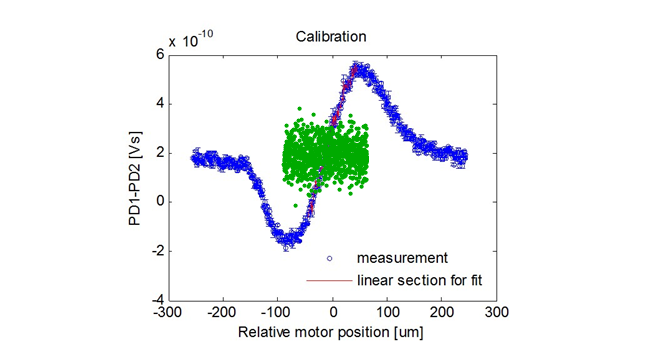 x 10^-10
Calibration
6
4
2
0
-2
-4
PD1-PD2 [Vs]
measurement
linear section for fit
-300 -200 -100 0 100 200 300
Relative motor position [um]